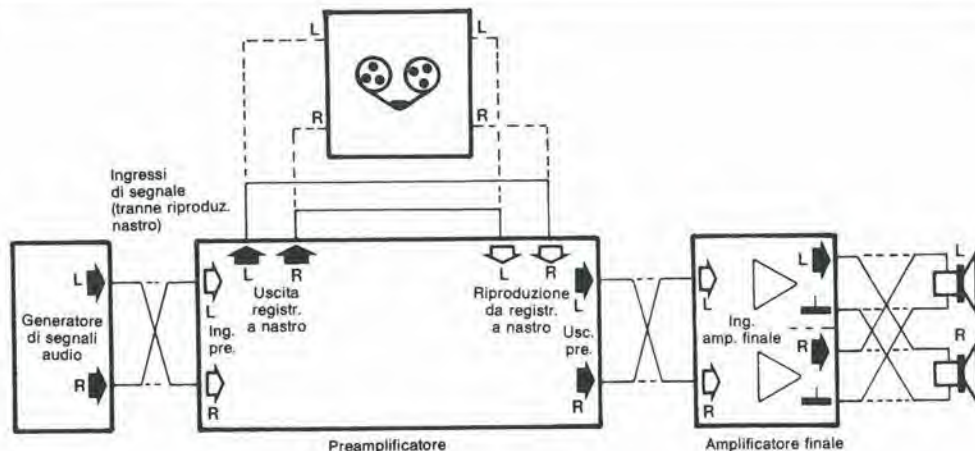 L
L
R
R
Ingressi
di segnale
(tranne riproduz.
nastro)
L
R
L
R
L
Generatore
di segnali
audio
R
L
Ing.
pre.
R
Uscita
registr.
a nastro
Riproduzione
da registr.
a nastro
L
Usc.
pre.
R
L
Ing.
amp. finale
R
L
R
L
R
Preamplificatore
Amplificatore finale